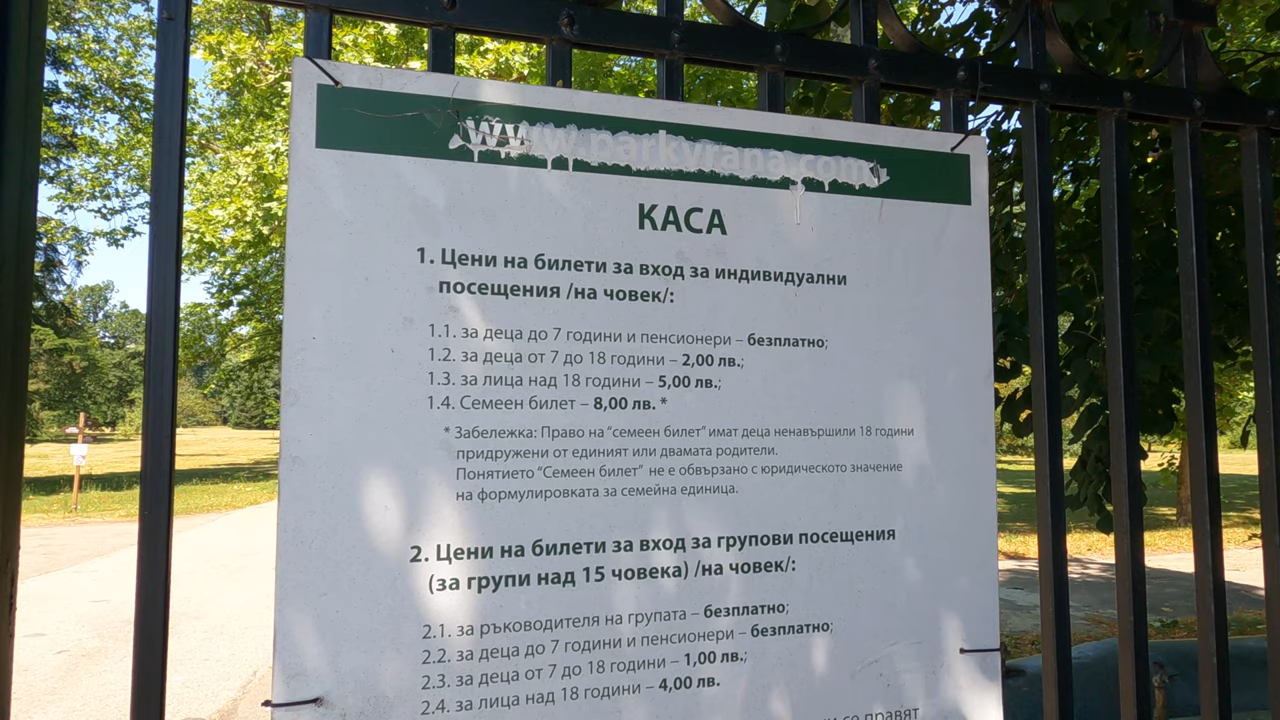 www.parkvrana.com
КАСА
1. Цени на билети за вход за индивидуални
посещения /на човек/:
1.1. за деца до 7 години и пенсионери – безплатно;
1.2. за деца от 7 до 18 години – 2,00 лв.;
1.3. за лица над 18 години – 5,00 лв.;
1.4. Семеен билет – 8,00 лв. *
* Забележка: Право на “семеен билет” имат деца ненавършили 18 години
придружени от единият или двамата родители.
Понятието “Семеен билет” не е обвързано с юридическото значение
на формулировката за семейна единица.
2. Цени на билети за вход за групови посещения
(за групи над 15 човека) /на човек/:
2.1. за ръководителя на групата – безплатно;
2.2. за деца до 7 години и пенсионери – безплатно;
2.3. за деца от 7 до 18 години – 1,00 лв.;
2.4. за лица над 18 години – 4,00 лв.
се правят